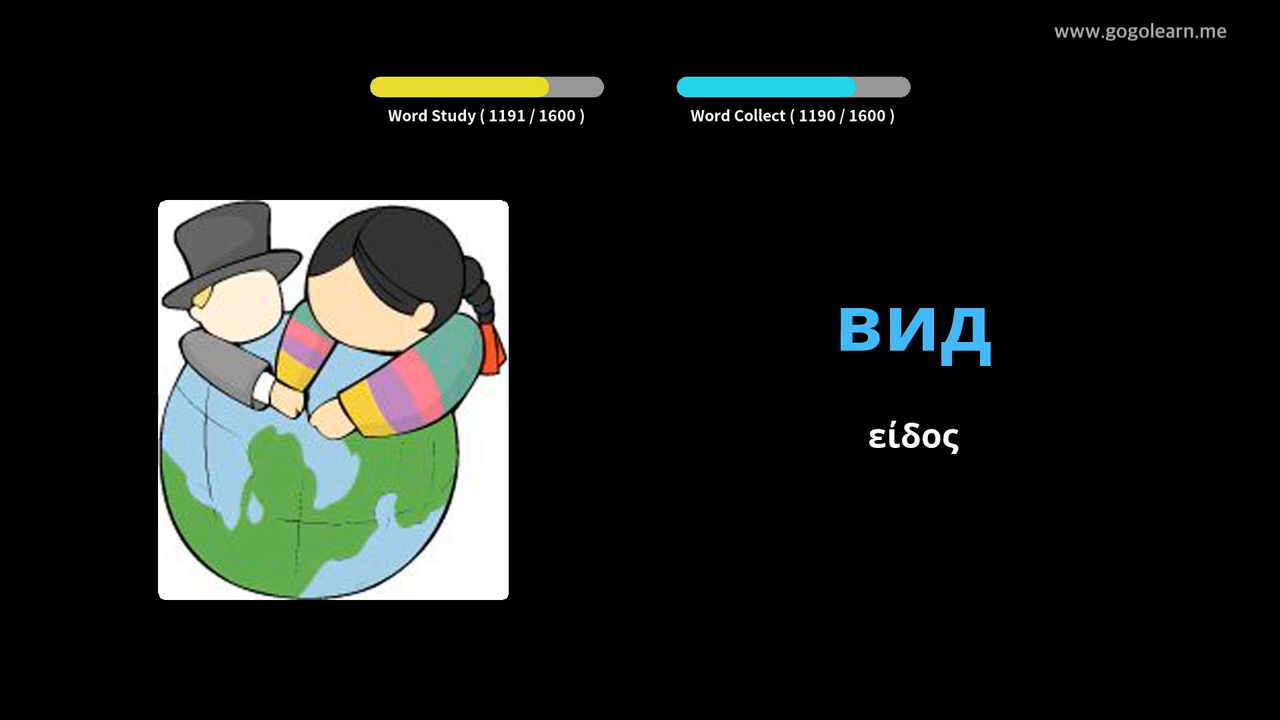 www.gogolearn.me
Word Study ( 1191 / 1600 )
Word Collect ( 1190 / 1600 )
вид
είδος